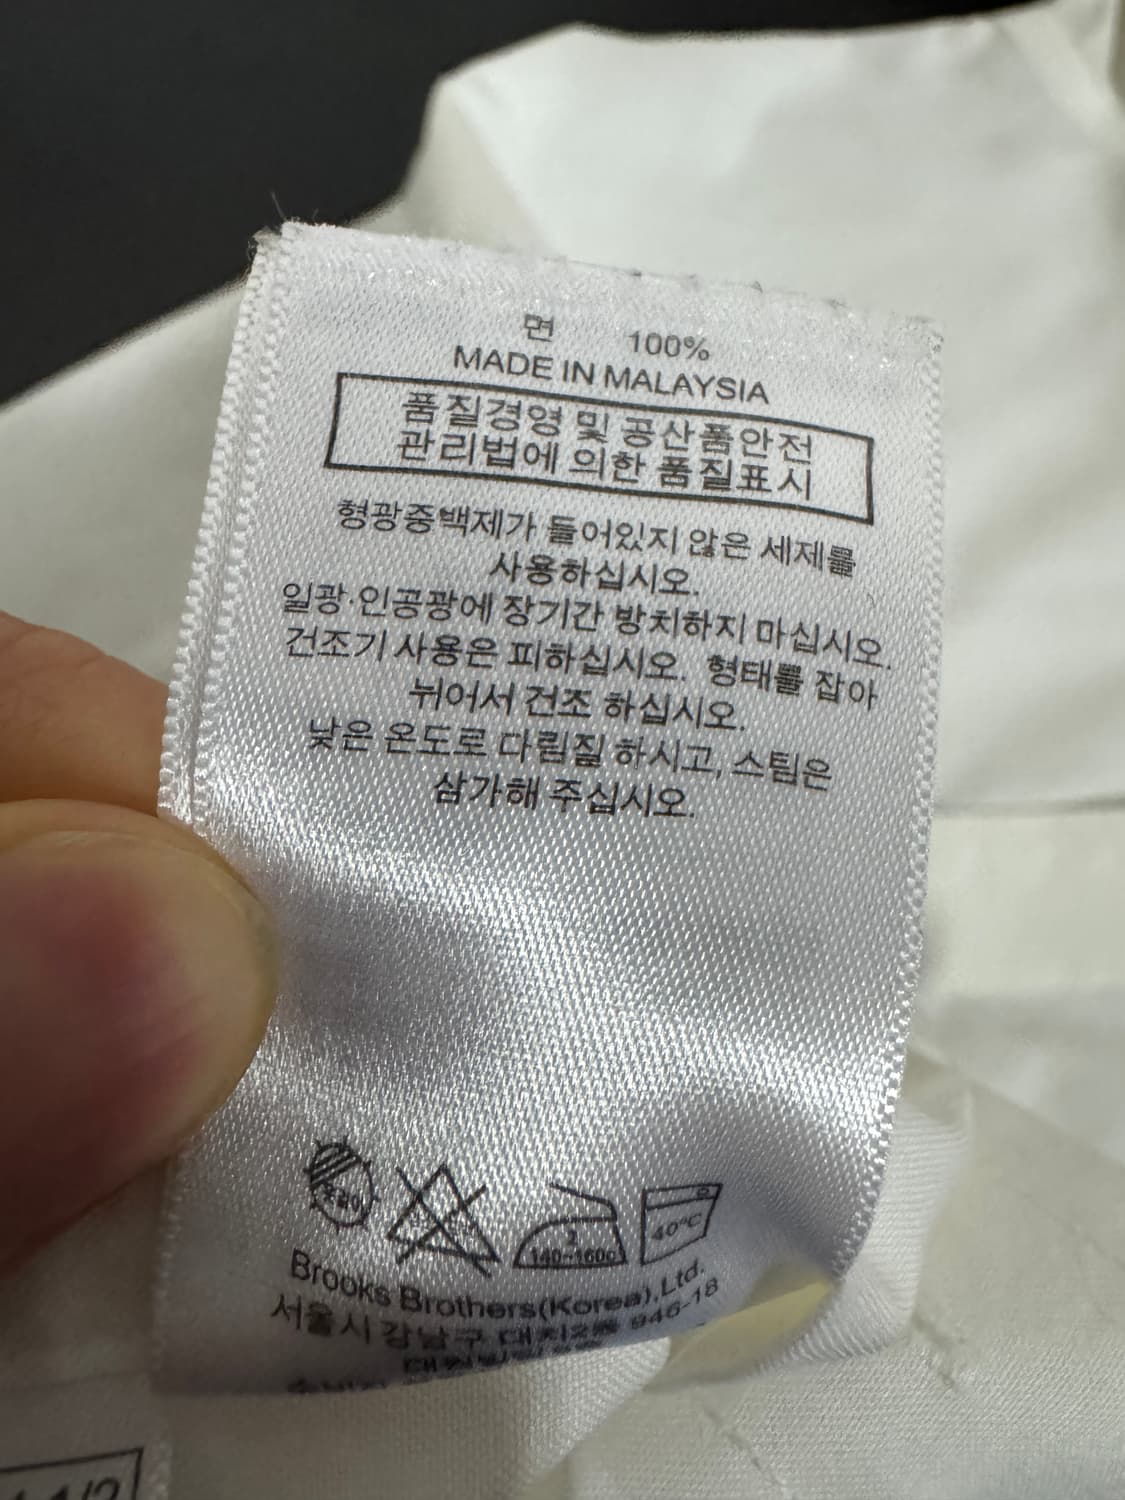 면 100%
MADE IN MALAYSIA
품질경영 및 공산품안전
관리법에 의한 품질표시
형광증백제가 들어있지 않은 세제를
사용하십시오.
일광·인공광에 장기간 방치하지 마십시오.
건조기 사용은 피하십시오. 형태를 잡아
뉘어서 건조 하십시오.
낮은 온도로 다림질 하시고, 스팀은
삼가해 주십시오.
2
140~160c
40°C
Brooks Brothers(Korea),Ltd.
서울시 강남구 대치2동 946-18
1/2